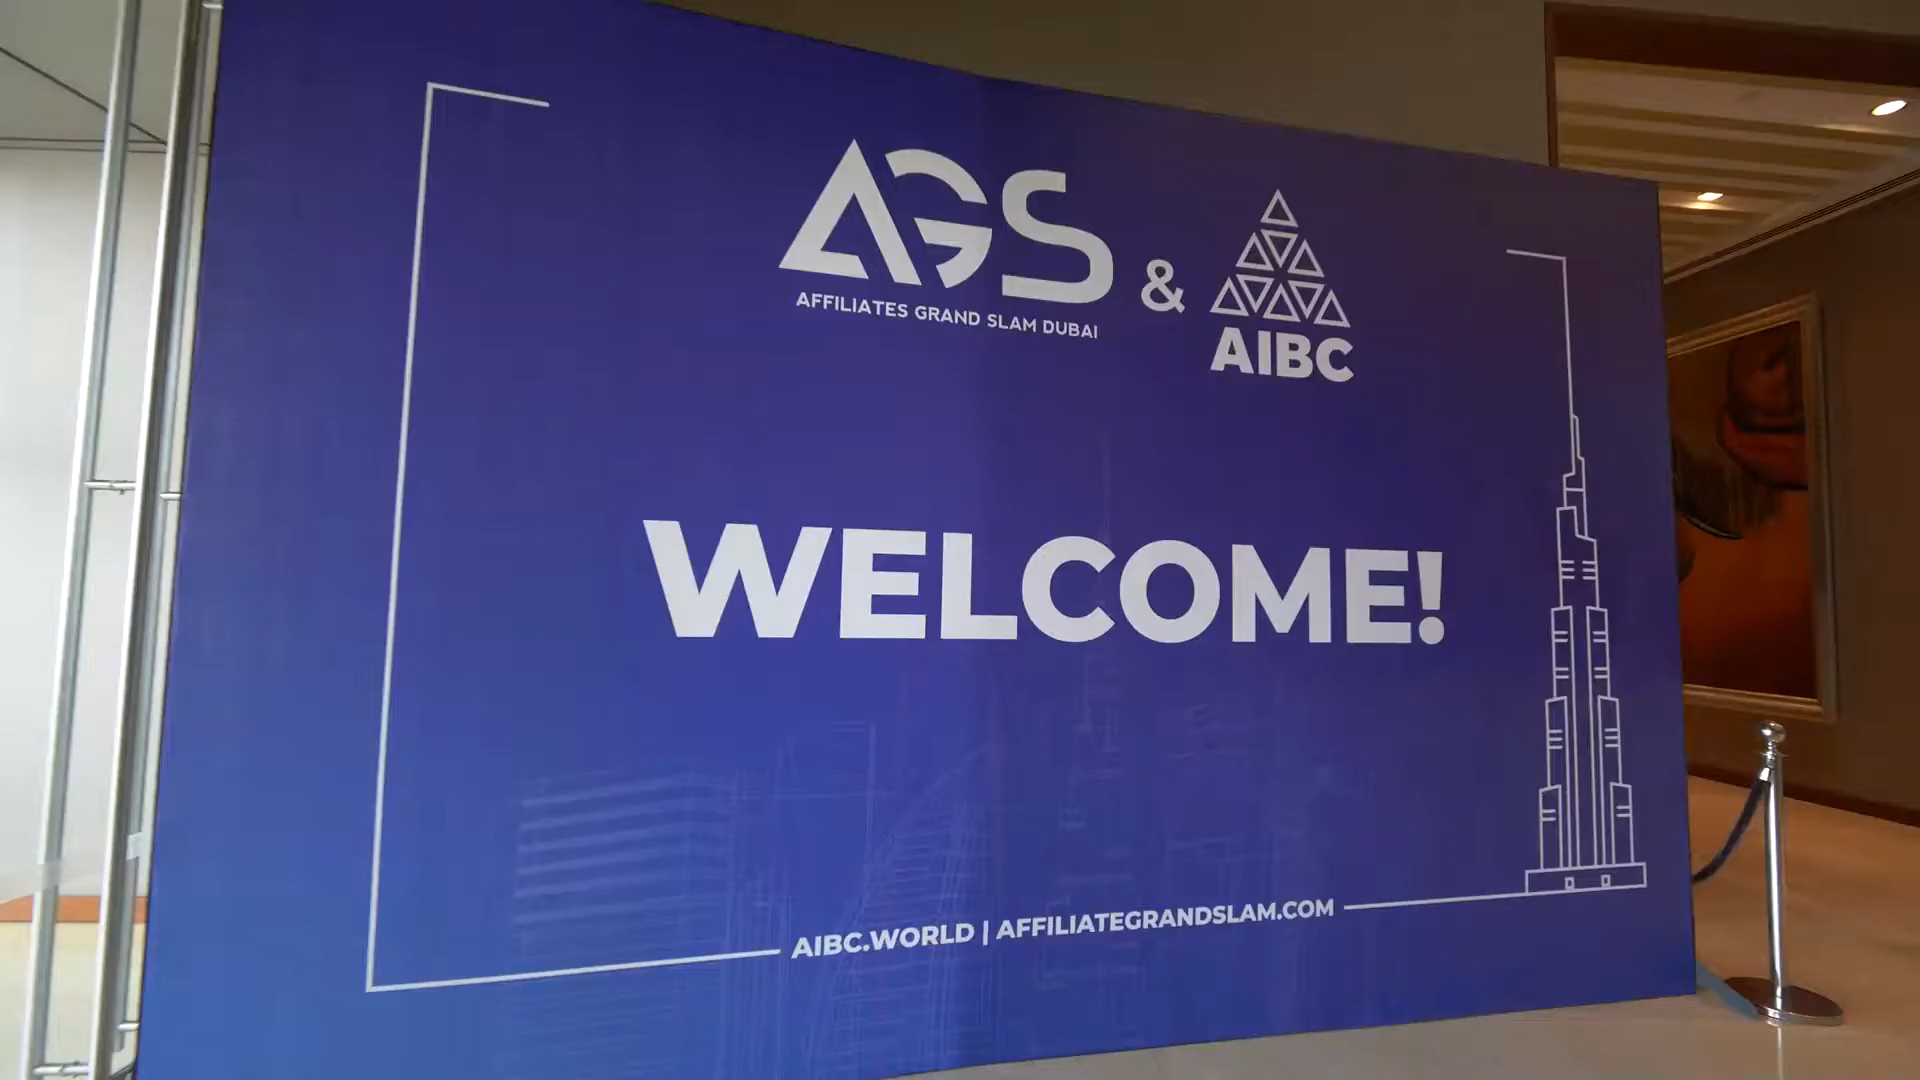 AGS & AIBC
AFFILIATES GRAND SLAM DUBAI
WELCOME!
AIBC.WORLD | AFFILIATEGRANDSLAM.COM